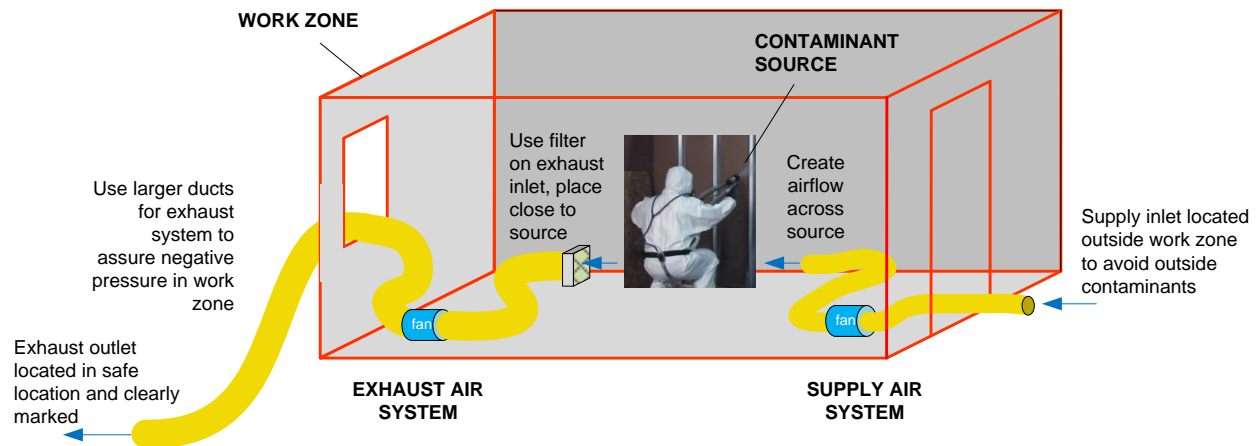 WORK ZONE
CONTAMINANT
SOURCE
Use filter
on exhaust
inlet, place
close to
source
Create
airflow
across
source
Use larger ducts
for exhaust
system to
assure negative
pressure in work
zone
Supply inlet located
outside work zone
to avoid outside
contaminants
fan
fan
Exhaust outlet
located in safe
location and clearly
marked
EXHAUST AIR
SYSTEM
SUPPLY AIR
SYSTEM